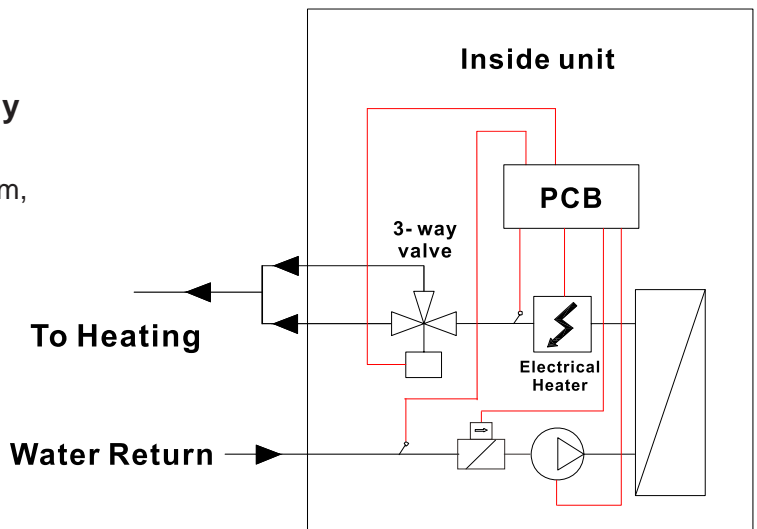 Inside unit
y
m,
PCB
3- way
valve
To Heating
Electrical
Heater
Water Return